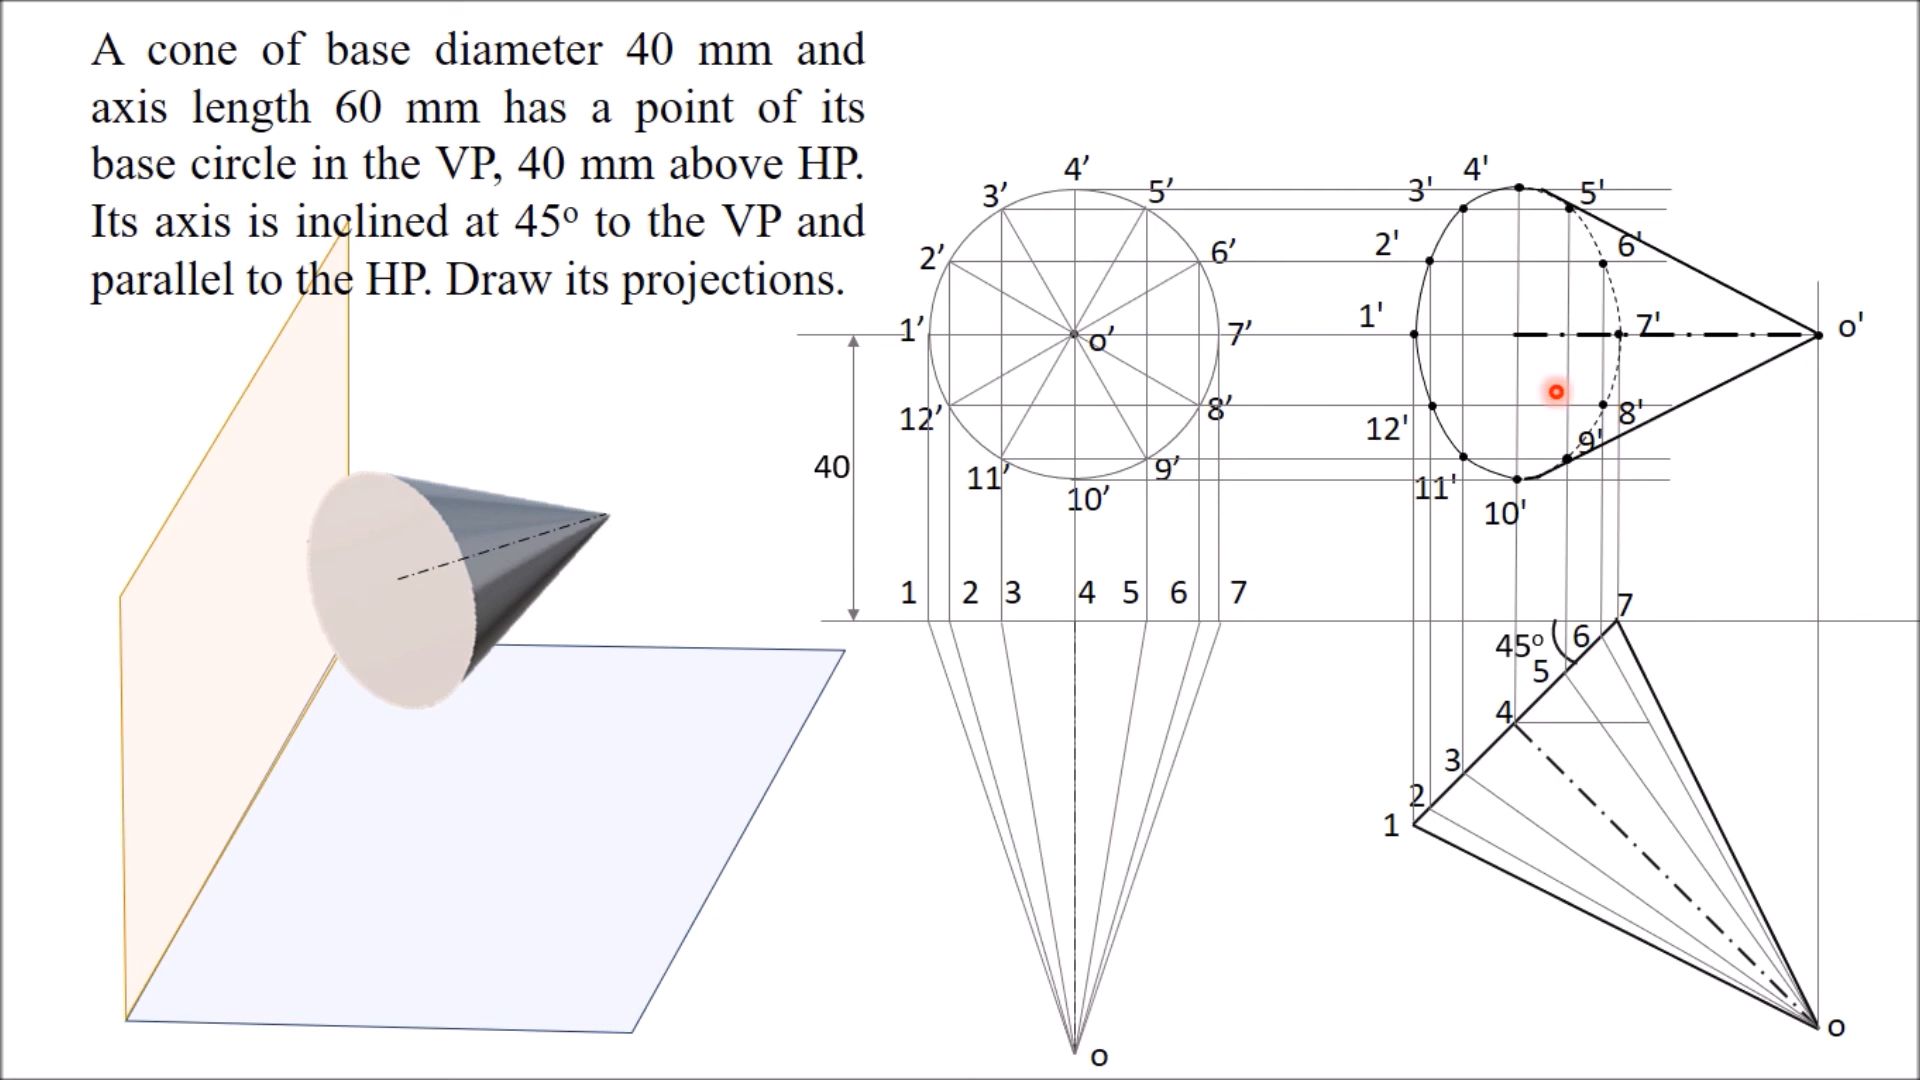 A cone of base diameter 40 mm and
axis length 60 mm has a point of its
base circle in the VP, 40 mm above HP.
Its axis is inclined at 45º to the VP and
parallel to the HP. Draw its projections.
4’
3’ 5’
2’ 6’
1’ o’ 7’
12’ 8’
11’ 9’
10’
40
1 2 3 4 5 6 7
o
4'
3' 5'
2' 6'
1' 7' o'
12' 8'
11' 9'
10'
7
45º 6
5
4
3
2
1
o